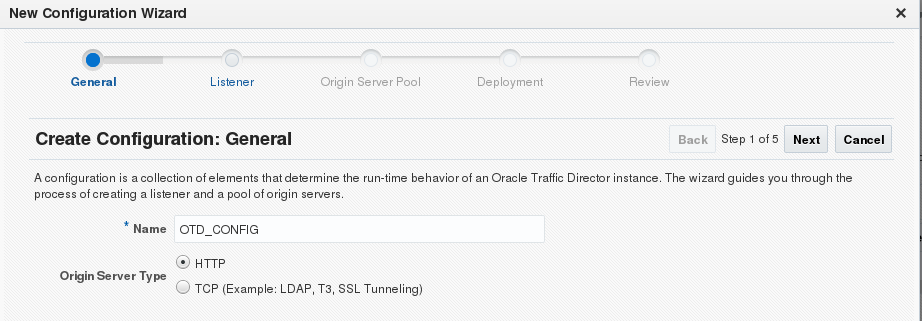 New Configuration Wizard
General
Listener
Origin Server Pool
Deployment
Review
Create Configuration: General
Back Step 1 of 5 Next Cancel
A configuration is a collection of elements that determine the run-time behavior of an Oracle Traffic Director instance. The wizard guides you through the
process of creating a listener and a pool of origin servers.
* Name OTD_CONFIG
Origin Server Type
HTTP
TCP (Example: LDAP, T3, SSL Tunneling)